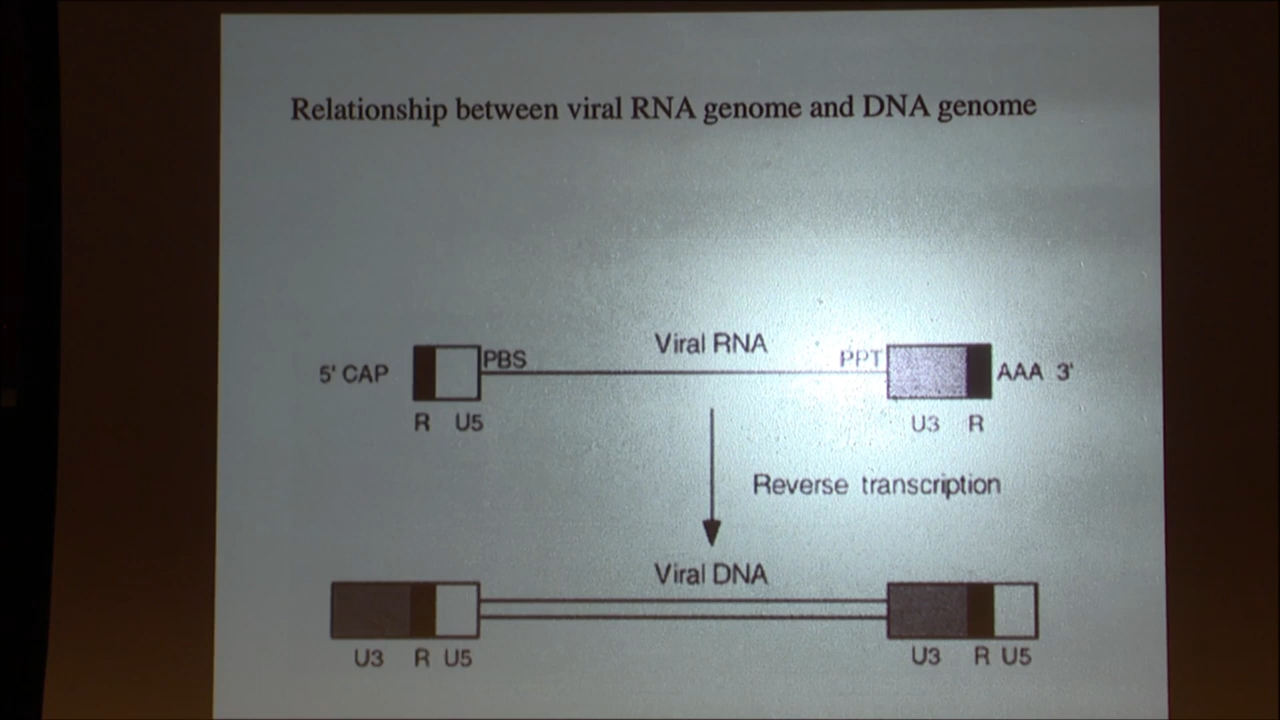 Relationship between viral RNA genome and DNA genome
Viral RNA
5' CAP PBS PPT AAA 3'
R U5 U3 R
Reverse transcription
Viral DNA
U3 R U5 U3 R U5